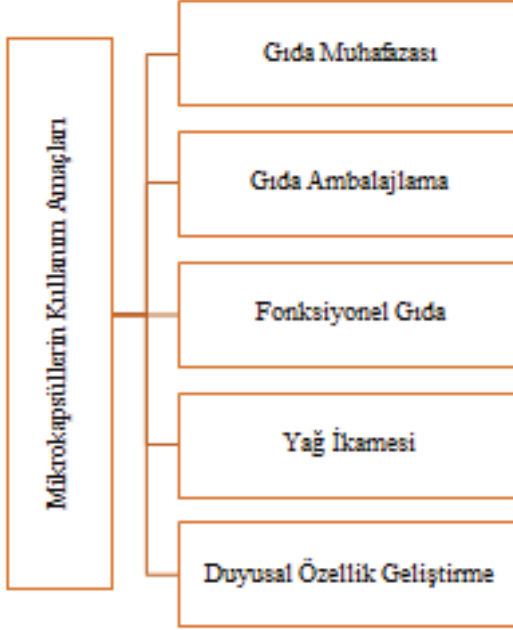 Mikrokapsüllerin Kullanım Amaçları
Gıda Muhafazası
Gıda Ambalajlama
Fonksiyonel Gıda
Yağ İkamesi
Duyusal Özellik Geliştirme